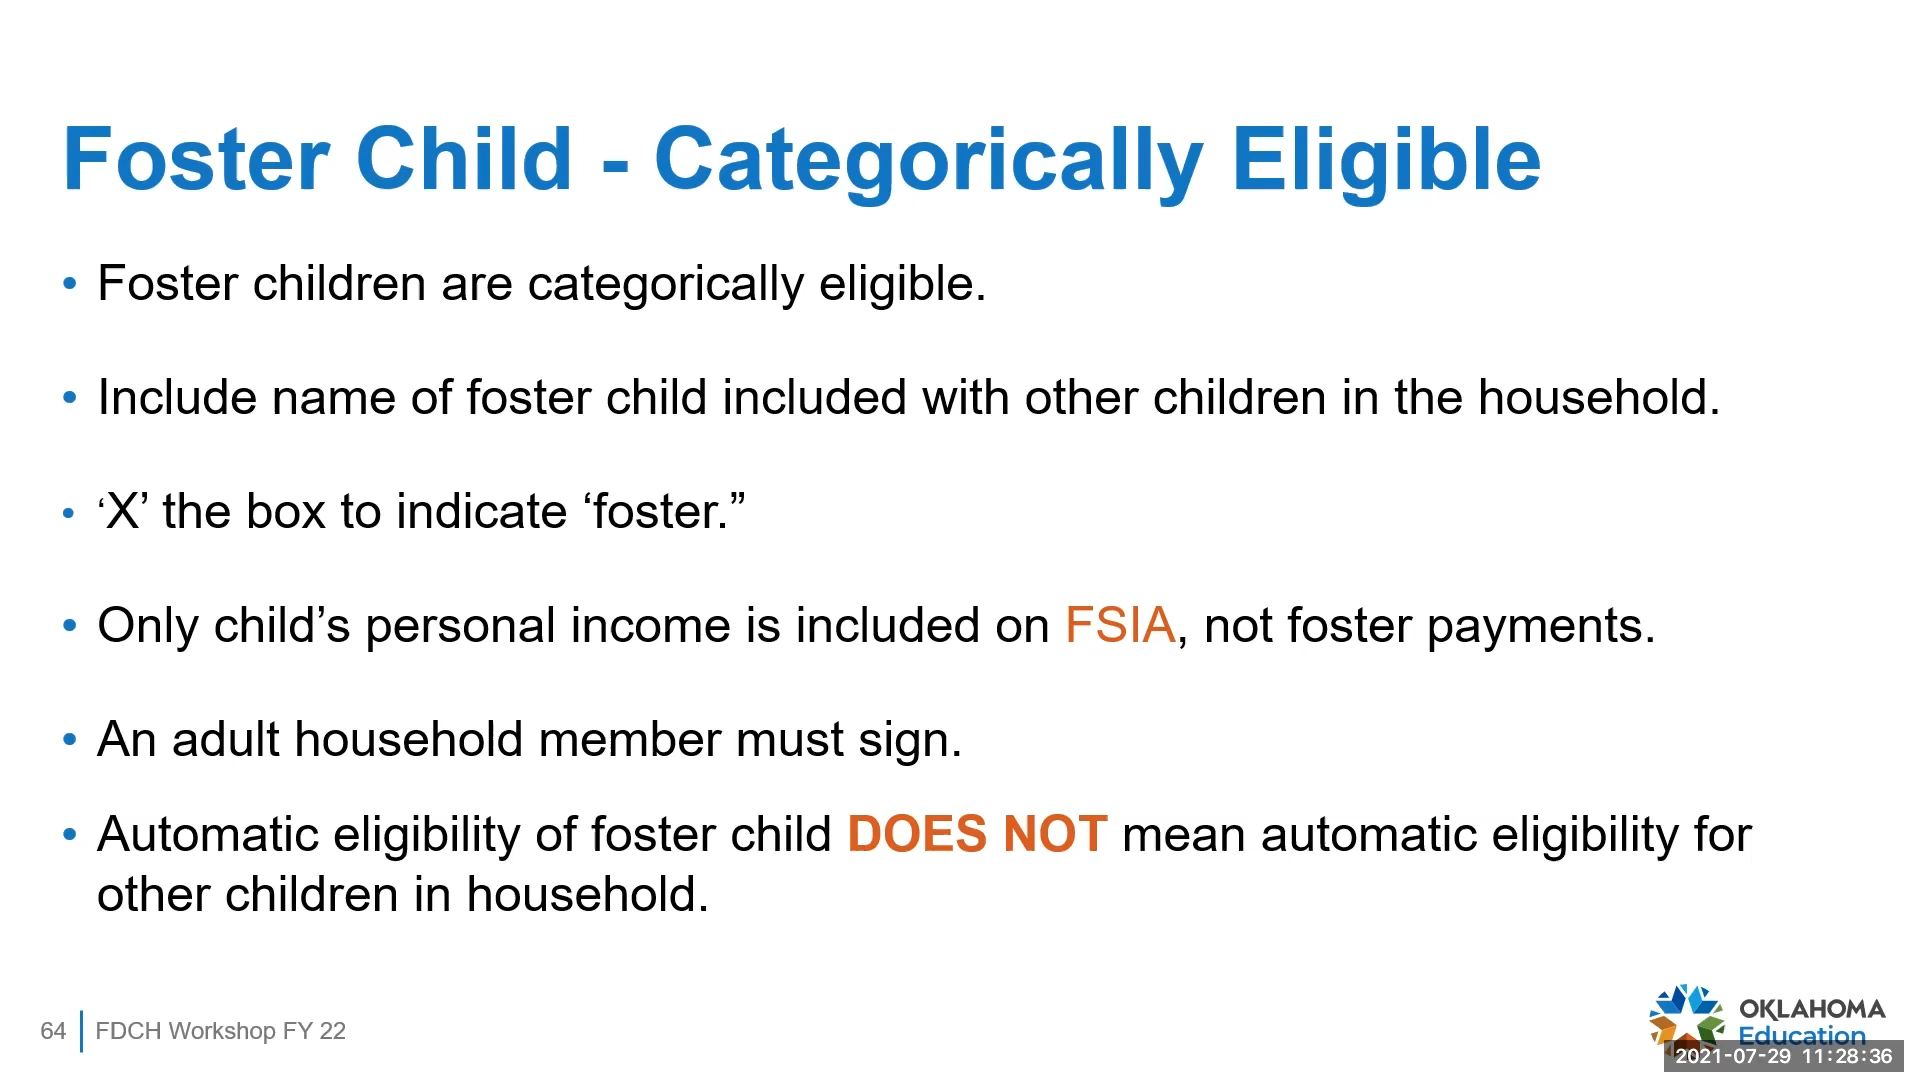 Foster Child - Categorically Eligible
• Foster children are categorically eligible.
• Include name of foster child included with other children in the household.
• ‘X’ the box to indicate ‘foster.”
• Only child’s personal income is included on FSIA, not foster payments.
• An adult household member must sign.
• Automatic eligibility of foster child DOES NOT mean automatic eligibility for
other children in household.
64 FDCH Workshop FY 22
OKLAHOMA
Education
2021-07-29 11:28:36